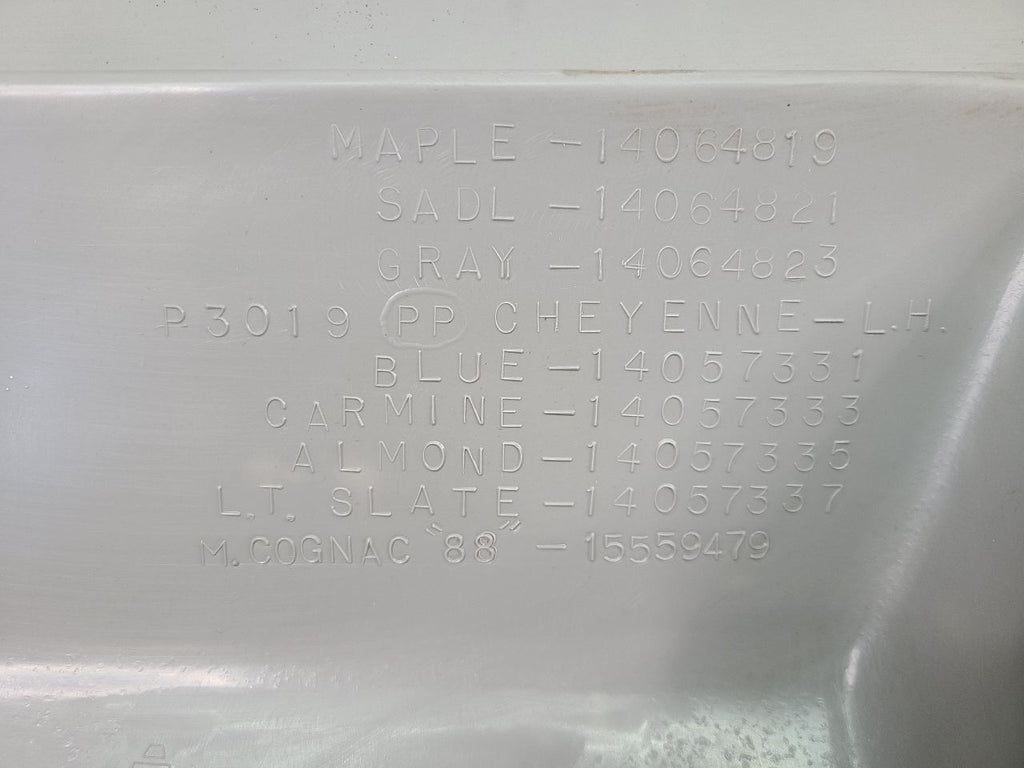 MAPLE - 14064819
SADL - 14064821
GRAY - 14064823
P3019 PP CHEYENNE - L.H.
BLUE - 14057331
CARMINE - 14057333
ALMOND - 14057335
L.T. SLATE - 14057337
M. COGNAC "88" - 15559479